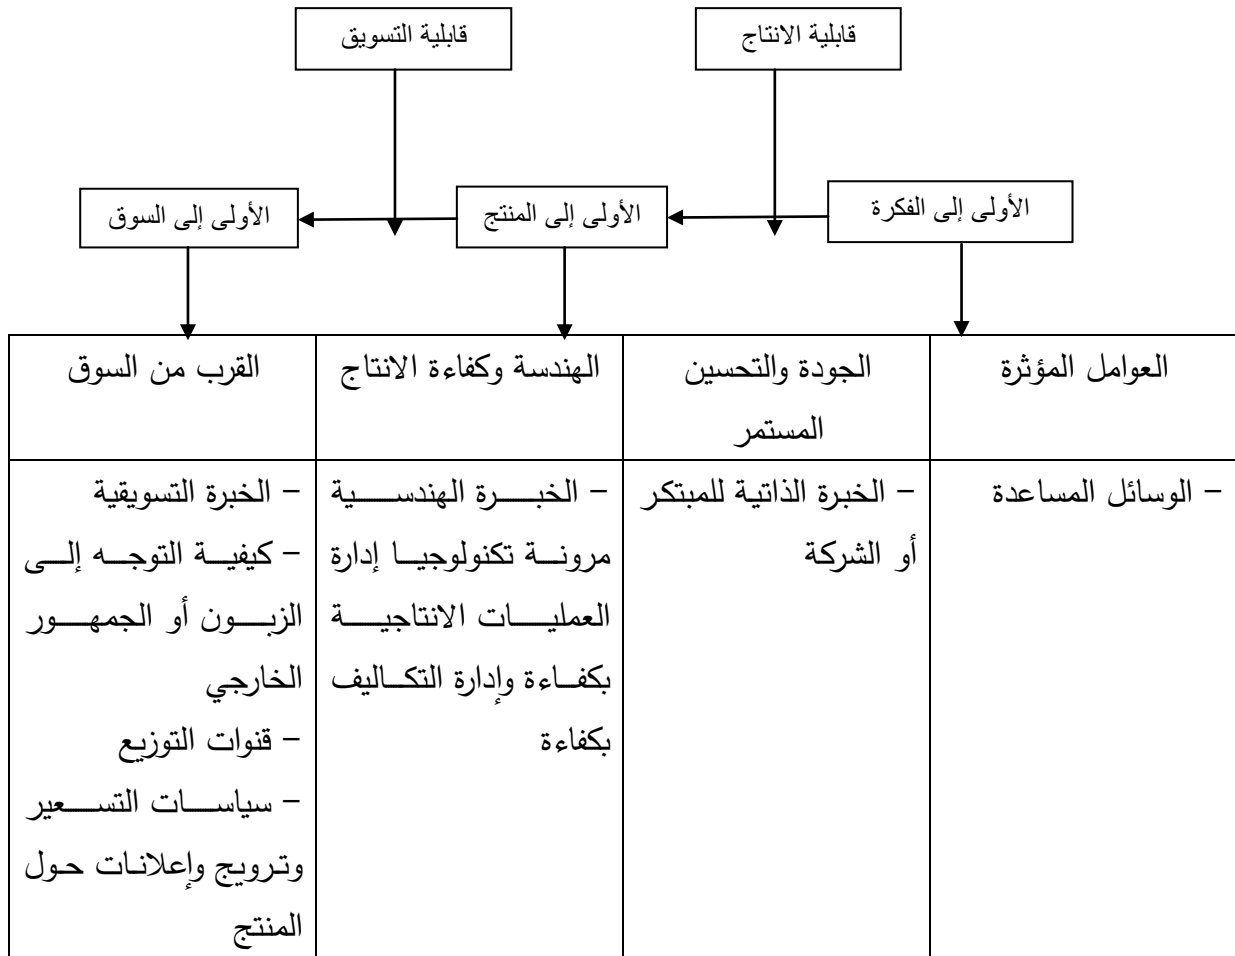 قابلية الانتاج
قابلية التسويق
الأولى إلى الفكرة
الأولى إلى المنتج
الأولى إلى السوق
العوامل المؤثرة
الجودة والتحسين
المستمر
الهندسة وكفاءة الانتاج
القرب من السوق
– الوسائل المساعدة
– الخبرة الذاتية للمبتكر
أو الشركة
– الخبرة الهندسية
مرونة تكنولوجيا إدارة
العمليات الانتاجية
بكفاءة وإدارة التكاليف
بكفاءة
– الخبرة التسويقية
– كيفية التوجه إلى
الزبون أو الجمهور
الخارجي
– قنوات التوزيع
– سياسات التسعير
وترويج وإعلانات حول
المنتج